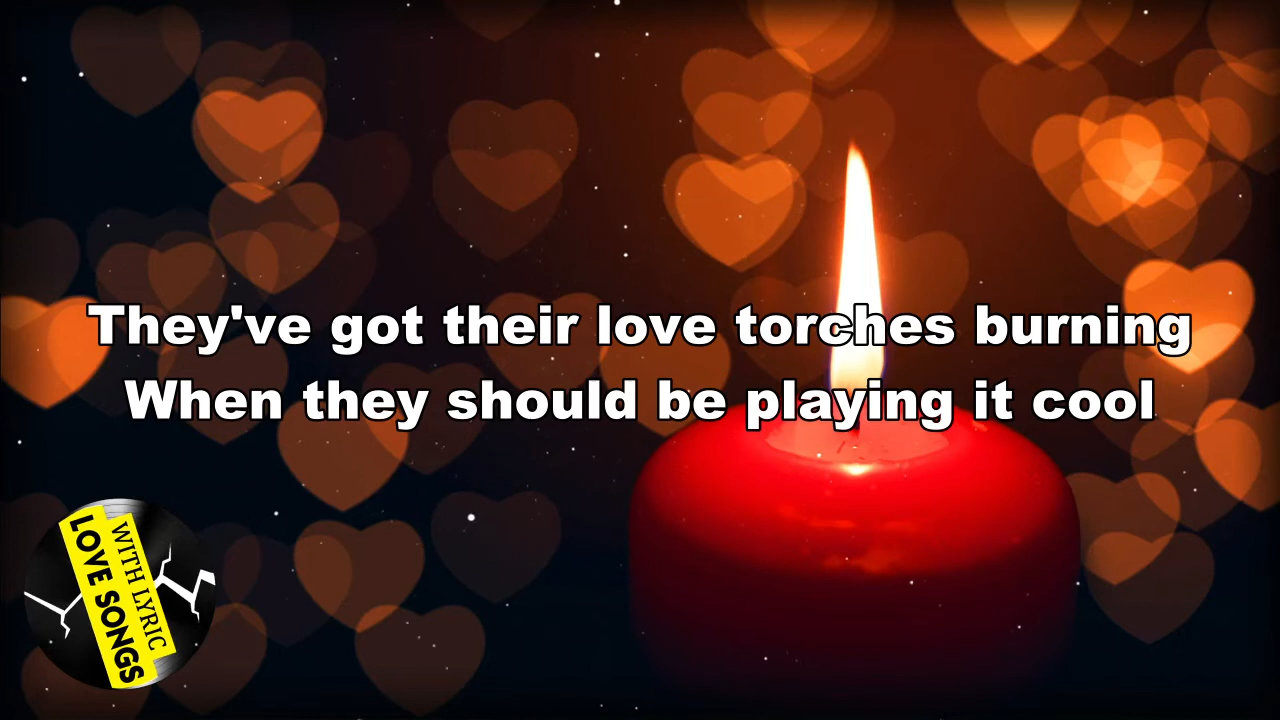 They've got their love torches burning
When they should be playing it cool
WITH LYRIC
LOVE SONGS